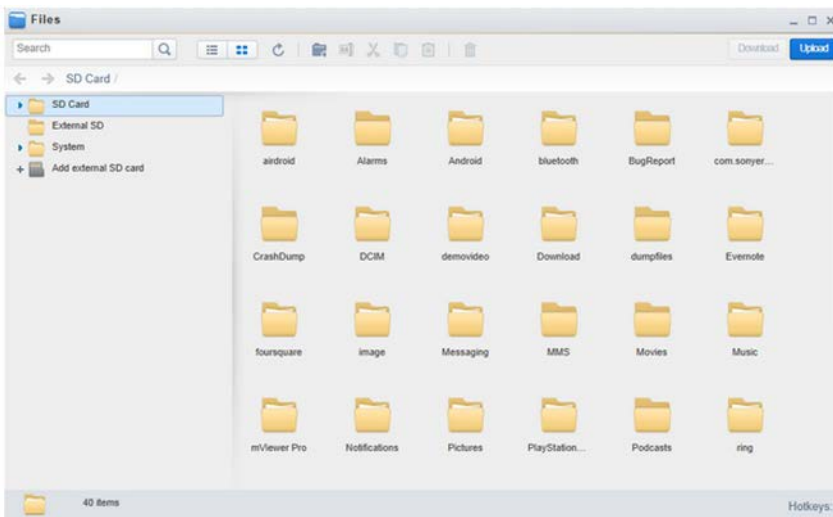 Files
Search
Download Upload
SD Card /
SD Card
External SD
System
Add external SD card
airdroid Alarms Android bluetooth BugReport com.sonyer...
CrashDump DCIM demovideo Download dumpfiles Evernote
foursquare image Messaging MMS Movies Music
mViewer Pro Notifications Pictures PlayStation... Podcasts ring
40 items
Hotkeys: